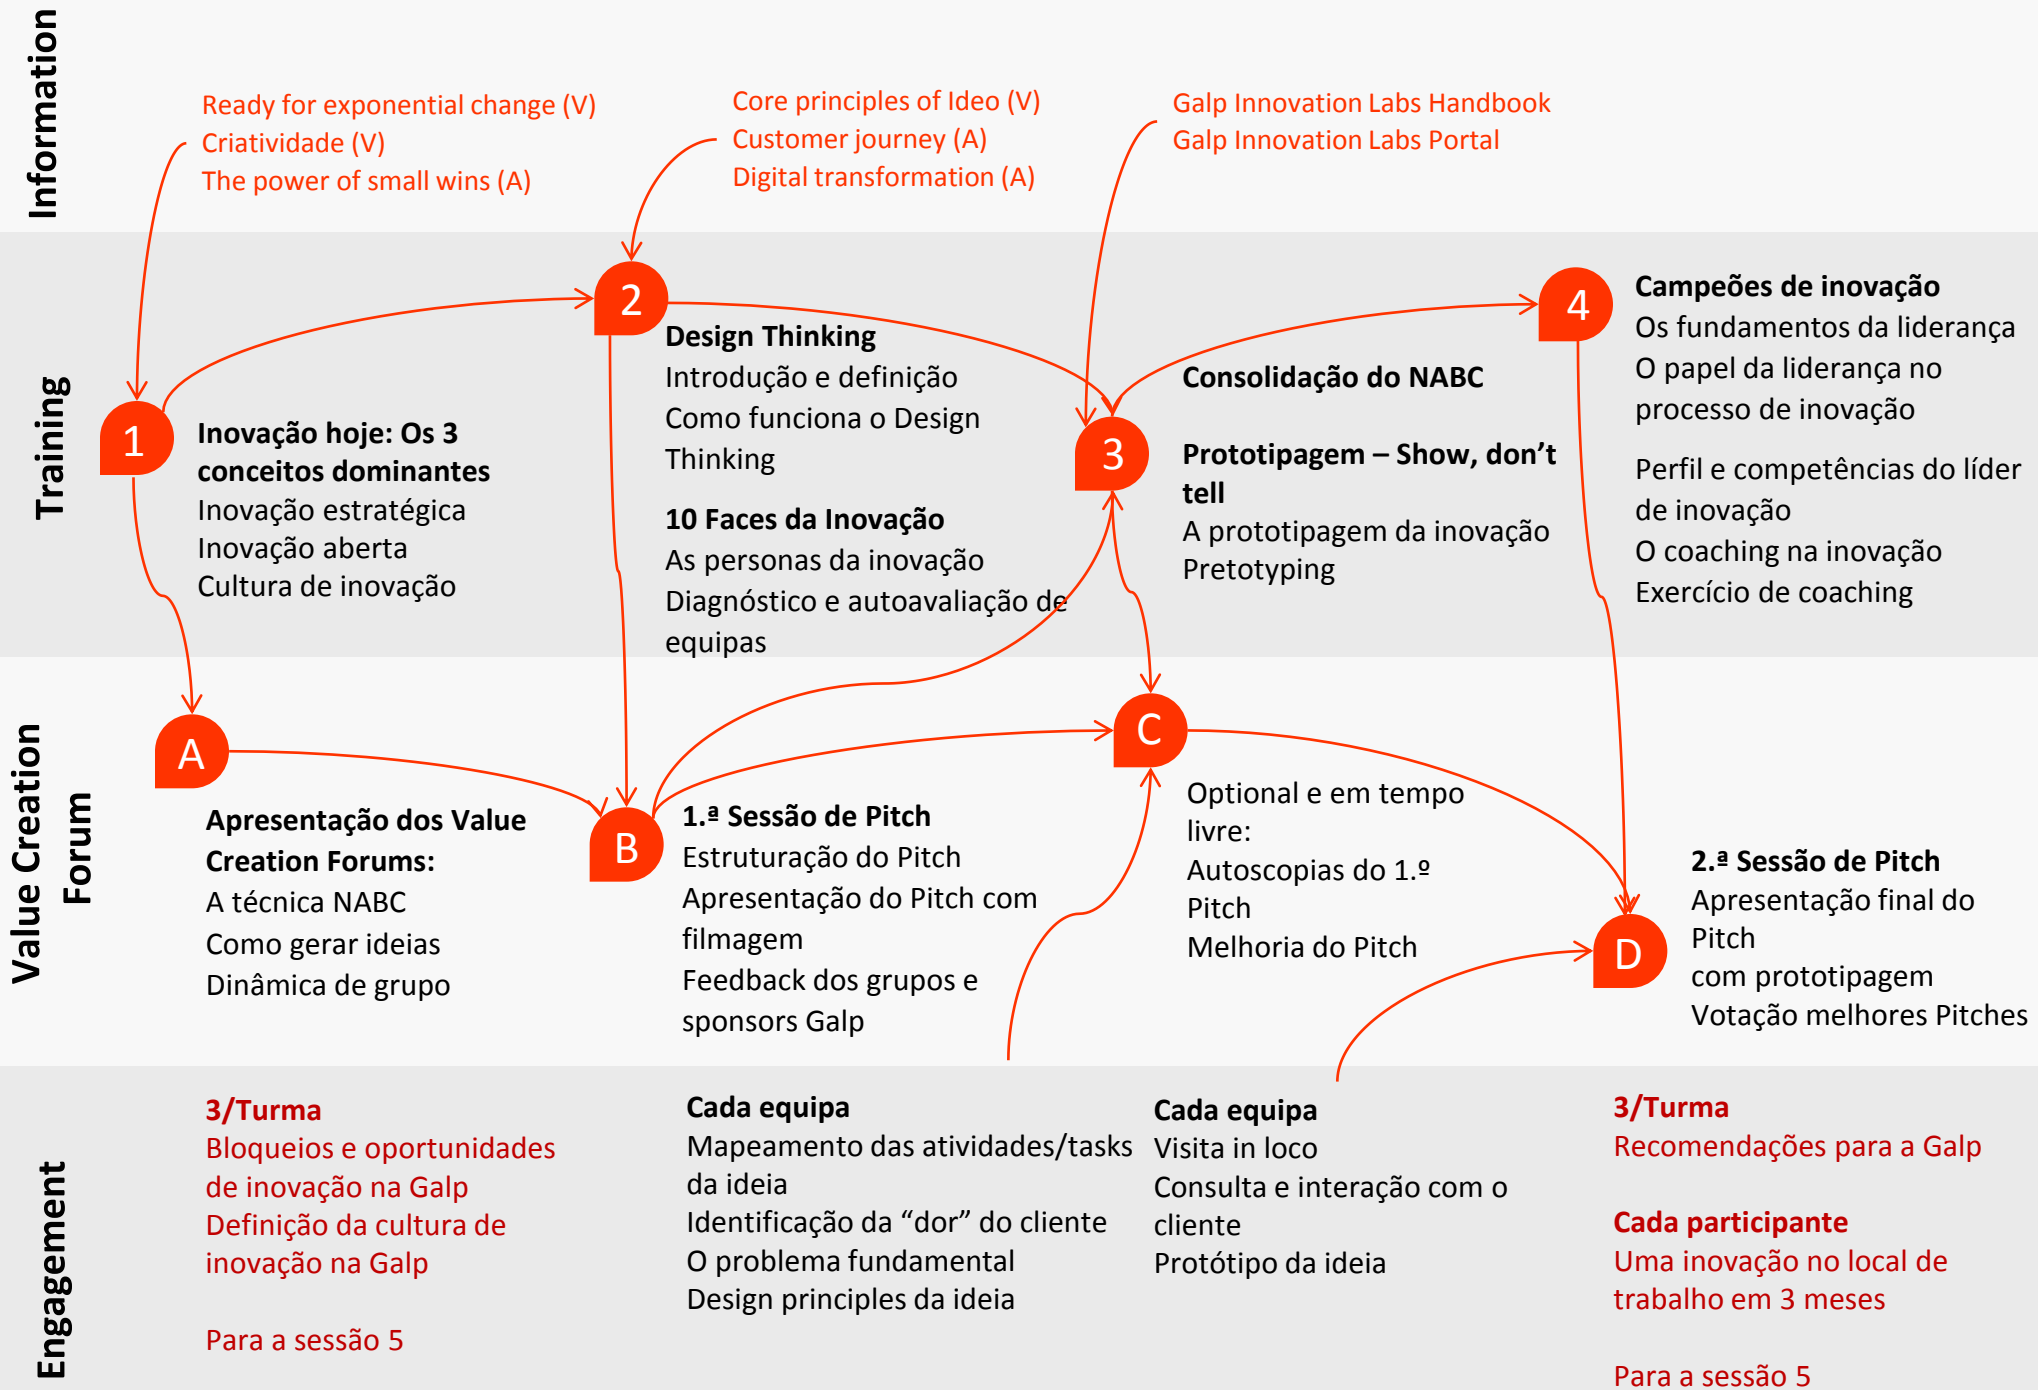 Information
Ready for exponential change (V)
Criatividade (V)
The power of small wins (A)
Core principles of Ideo (V)
Customer journey (A)
Digital transformation (A)
Galp Innovation Labs Handbook
Galp Innovation Labs Portal
Training
1
Inovação hoje: Os 3
conceitos dominantes
Inovação estratégica
Inovação aberta
Cultura de inovação
2
Design Thinking
Introdução e definição
Como funciona o Design
Thinking
10 Faces da Inovação
As personas da inovação
Diagnóstico e autoavaliação de
equipas
3
Consolidação do NABC
Prototipagem – Show, don’t
tell
A prototipagem da inovação
Pretotyping
4
Campeões de inovação
Os fundamentos da liderança
O papel da liderança no
processo de inovação
Perfil e competências do líder
de inovação
O coaching na inovação
Exercício de coaching
Value Creation
Forum
A
Apresentação dos Value
Creation Forums:
A técnica NABC
Como gerar ideias
Dinâmica de grupo
B
1.ª Sessão de Pitch
Estruturação do Pitch
Apresentação do Pitch com
filmagem
Feedback dos grupos e
sponsors Galp
C
Optional e em tempo
livre:
Autoscopias do 1.º
Pitch
Melhoria do Pitch
D
2.ª Sessão de Pitch
Apresentação final do
Pitch
com prototipagem
Votação melhores Pitches
Engagement
3/Turma
Bloqueios e oportunidades
de inovação na Galp
Definição da cultura de
inovação na Galp
Para a sessão 5
Cada equipa
Mapeamento das atividades/tasks
da ideia
Identificação da “dor” do cliente
O problema fundamental
Design principles da ideia
Cada equipa
Visita in loco
Consulta e interação com o
cliente
Protótipo da ideia
3/Turma
Recomendações para a Galp
Cada participante
Uma inovação no local de
trabalho em 3 meses
Para a sessão 5